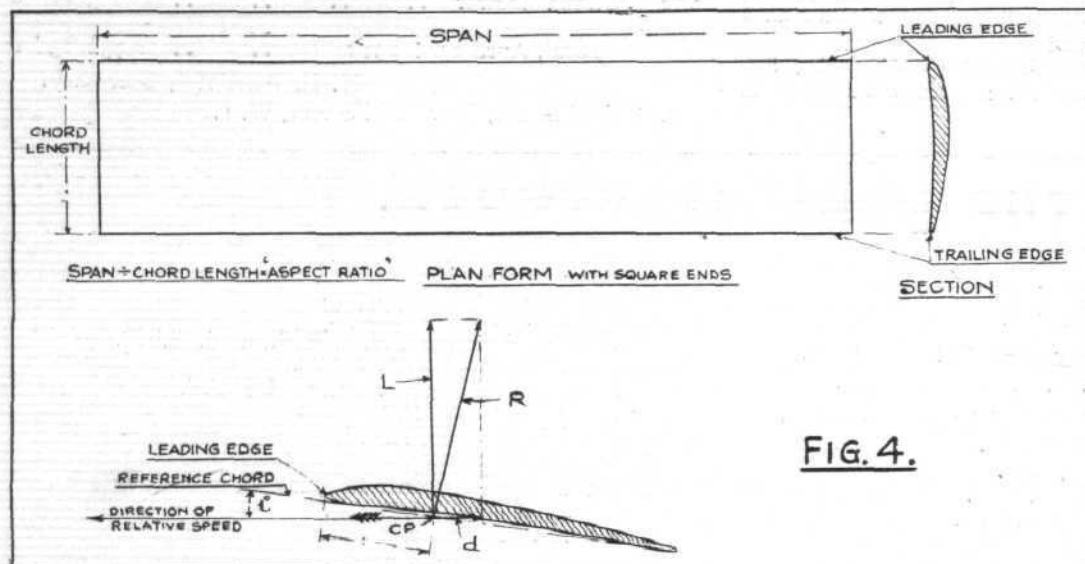 SPAN
LEADING EDGE
CHORD
LENGTH
TRAILING EDGE
SPAN ÷ CHORD LENGTH = "ASPECT RATIO"
PLAN FORM WITH SQUARE ENDS
SECTION
L
R
LEADING EDGE
FIG. 4.
REFERENCE CHORD
i
DIRECTION OF
RELATIVE SPEED
CP
d